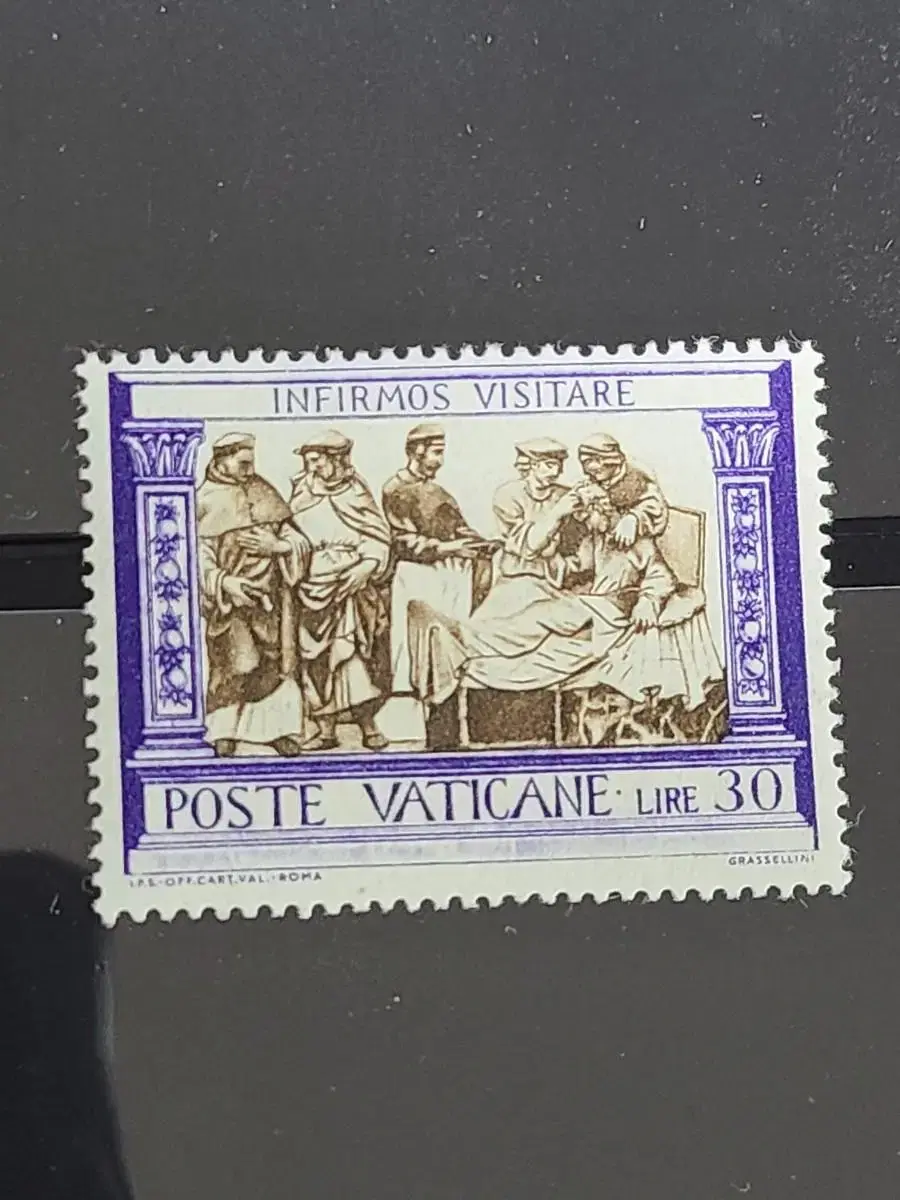 INFIRMOS VISITARE
POSTE VATICANE · LIRE 30
I.P.S.-OFF.CART.VAL.-ROMA
GRASSELLINI